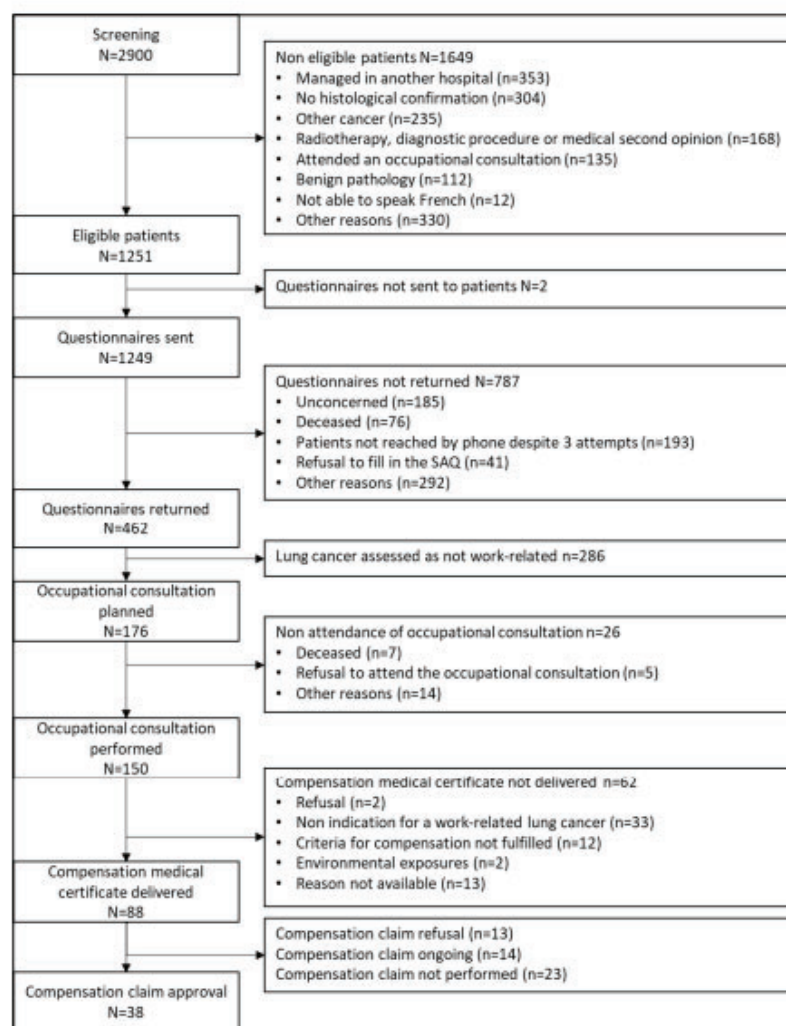 Screening
N=2900
Non eligible patients N=1649
• Managed in another hospital (n=353)
• No histological confirmation (n=304)
• Other cancer (n=235)
• Radiotherapy, diagnostic procedure or medical second opinion (n=168)
• Attended an occupational consultation (n=135)
• Benign pathology (n=112)
• Not able to speak French (n=12)
• Other reasons (n=330)
Eligible patients
N=1251
Questionnaires not sent to patients N=2
Questionnaires sent
N=1249
Questionnaires not returned N=787
• Unconcerned (n=185)
• Deceased (n=76)
• Patients not reached by phone despite 3 attempts (n=193)
• Refusal to fill in the SAQ (n=41)
• Other reasons (n=292)
Questionnaires returned
N=462
Lung cancer assessed as not work-related n=286
Occupational consultation
planned
N=176
Non attendance of occupational consultation n=26
• Deceased (n=7)
• Refusal to attend the occupational consultation (n=5)
• Other reasons (n=14)
Occupational consultation
performed
N=150
Compensation medical certificate not delivered n=62
• Refusal (n=2)
• Non indication for a work-related lung cancer (n=33)
• Criteria for compensation not fulfilled (n=12)
• Environmental exposures (n=2)
• Reason not available (n=13)
Compensation medical
certificate delivered
N=88
Compensation claim refusal (n=13)
Compensation claim ongoing (n=14)
Compensation claim not performed (n=23)
Compensation claim approval
N=38